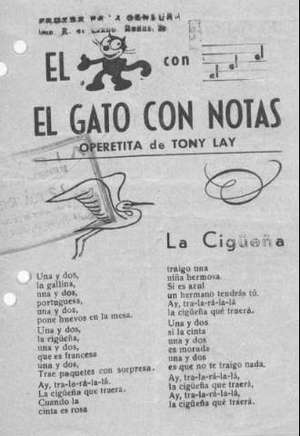 EL con
EL GATO CON NOTAS
OPERETITA de TONY LAY
La Cigüeña
Una y dos,
la gallina,
una y dos,
portuguesa,
una y dos,
pone huevos en la mesa.
Una y dos,
la cigüeña,
una y dos,
que es francesa
una y dos,
Trae paquetes con sorpresa.
Ay, tra-la-rá-la-lá.
La cigüeña que traera.
Cuando la
cinta es rosa
traigo una
niña hermosa.
Si es azul
un hermano tendrás tú.
Ay, tra-la-rá-la-lá
la cigüeña qué traerá.
Una y dos
si la cinta
una y dos
es morada
una y dos
es que no te traigo nada.
Ay, tra-la-rá-la-lá,
la cigüeña que traerá.
Ay, tra-la-rá-la-lá,
la cigüeña qué traerá.